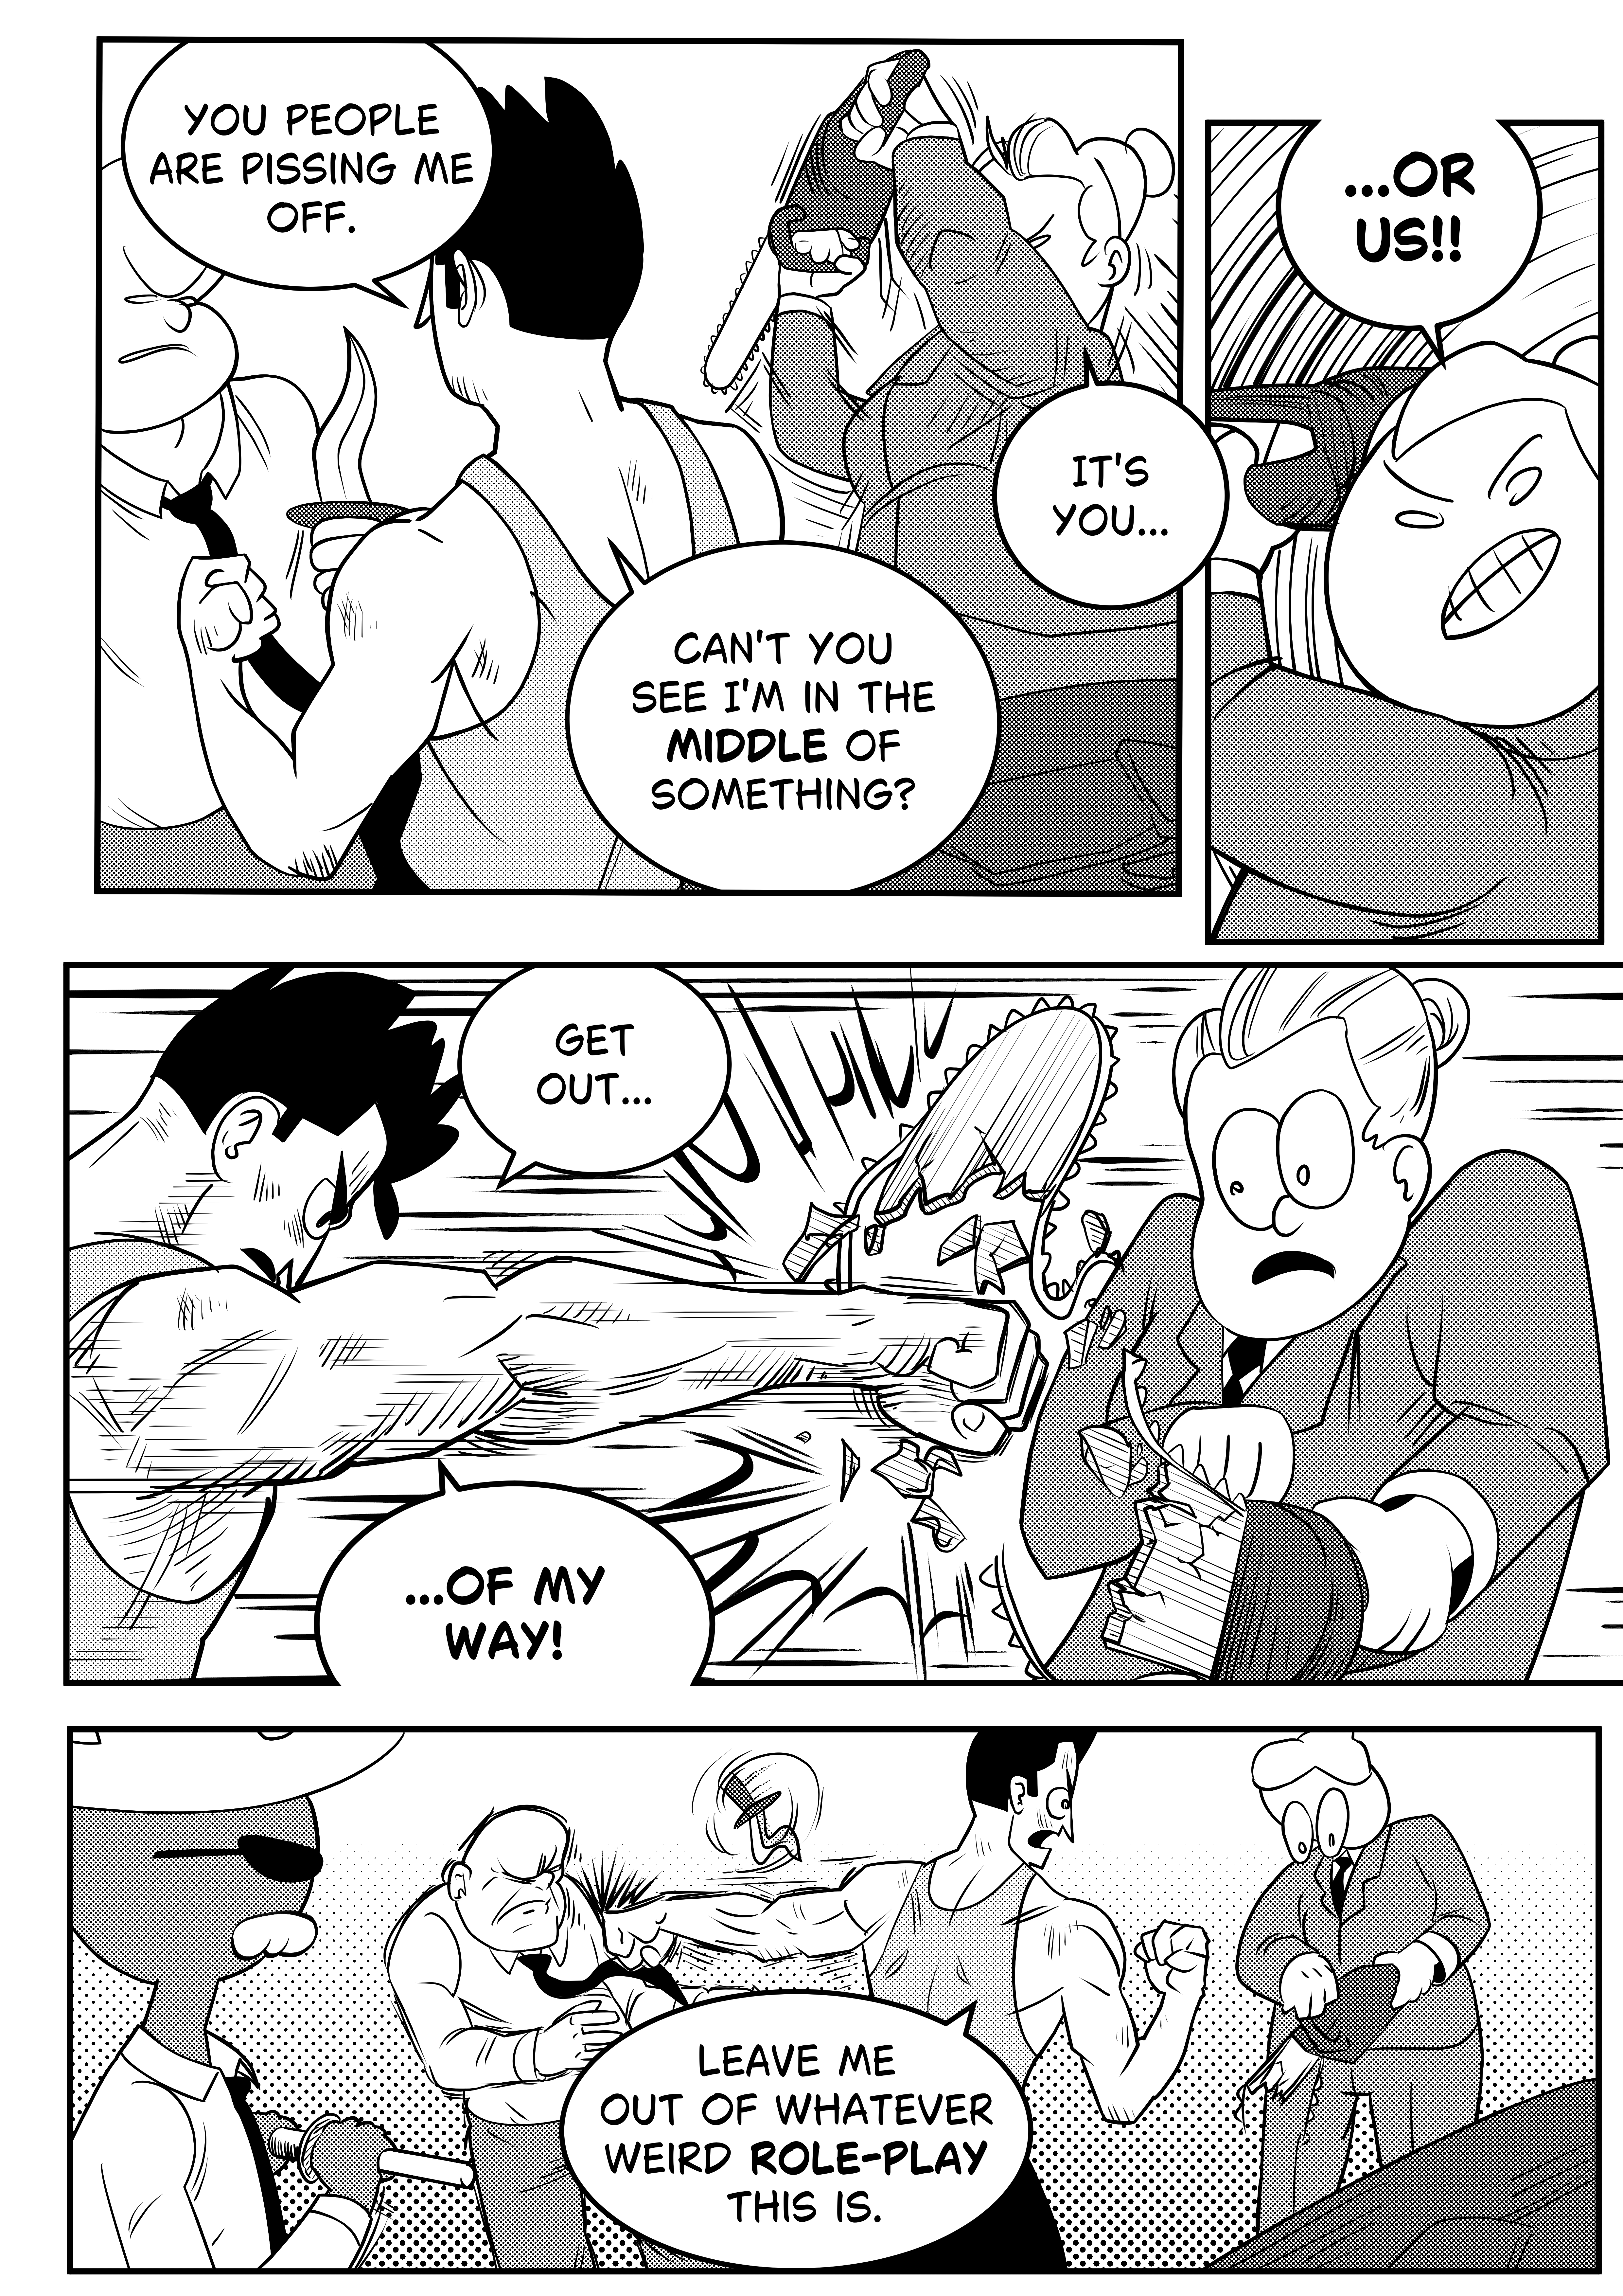 YOU PEOPLE
ARE PISSING ME
OFF.
CAN'T YOU
SEE I'M IN THE
MIDDLE OF
SOMETHING?
IT'S
YOU...
...OR
US!!
GET
OUT...
...OF MY
WAY!
LEAVE ME
OUT OF WHATEVER
WEIRD ROLE-PLAY
THIS IS.